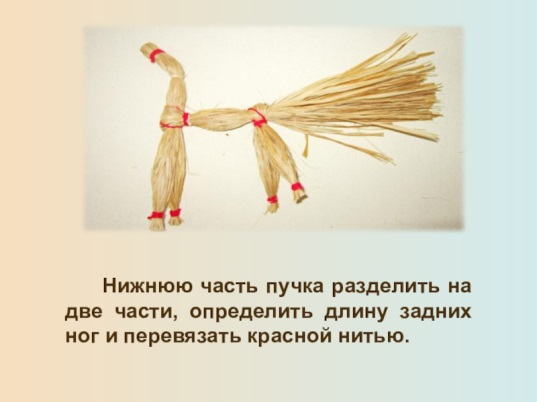 Нижнюю часть пучка разделить на
две части, определить длину задних
ног и перевязать красной нитью.